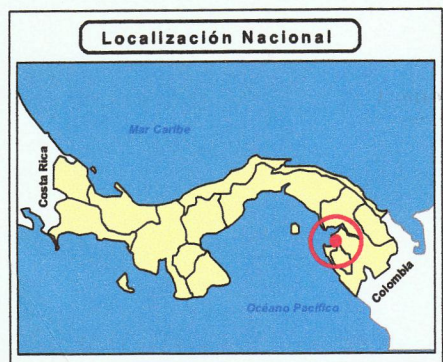 Localización Nacional
Mar Caribe
Costa Rica
Océano Pacífico
Colombia